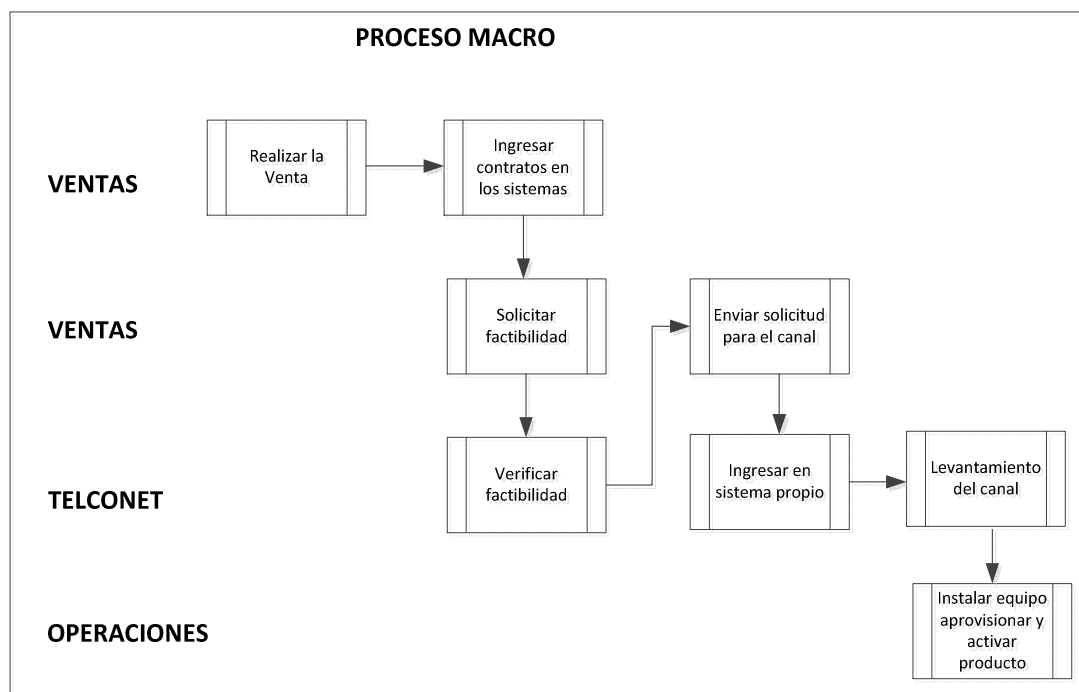 PROCESO MACRO
VENTAS
Realizar la
Venta
Ingresar
contratos en
los sistemas
VENTAS
Solicitar
factibilidad
Enviar solicitud
para el canal
TELCONET
Verificar
factibilidad
Ingresar en
sistema propio
Levantamiento
del canal
OPERACIONES
Instalar equipo
aprovisionar y
activar
producto